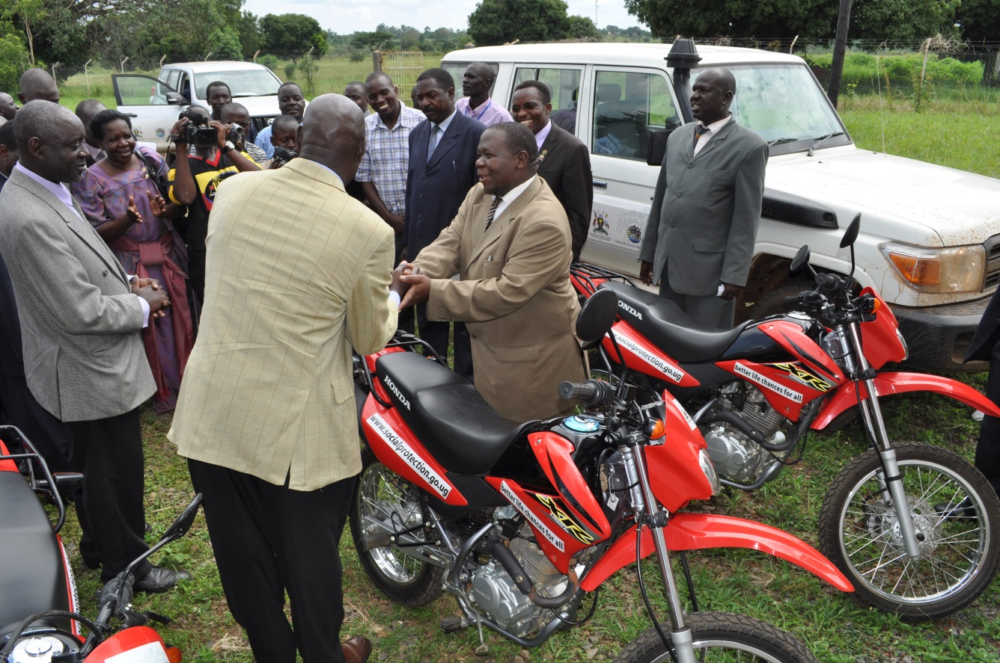 HONDA
www.socialprotection.go.ug
better life chances for all
XR
HONDA
www.socialprotection.go.ug
better life chances for all
XR